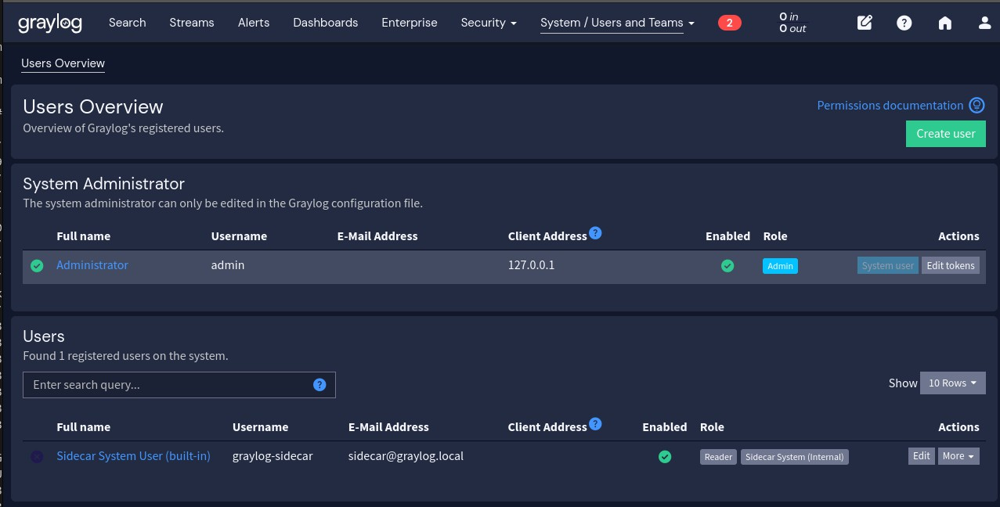 graylog Search Streams Alerts Dashboards Enterprise Security System / Users and Teams 2 0 in
0 out
Users Overview
Users Overview
Overview of Graylog's registered users.
Permissions documentation
Create user
System Administrator
The system administrator can only be edited in the Graylog configuration file.
Full name Username E-Mail Address Client Address Enabled Role Actions
Administrator admin 127.0.0.1 Admin System user Edit tokens
Users
Found 1 registered users on the system.
Enter search query... Show 10 Rows
Full name Username E-Mail Address Client Address Enabled Role Actions
Sidecar System User (built-in) graylog-sidecar sidecar@graylog.local Reader Sidecar System (Internal) Edit More